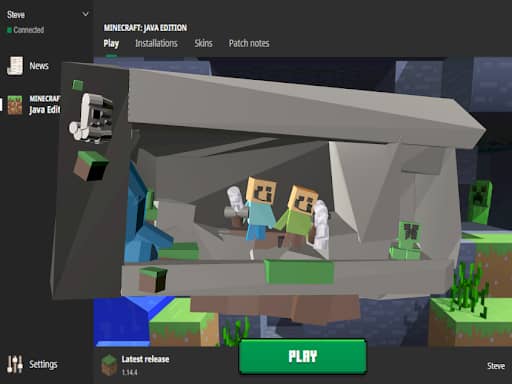 Steve
Connected
MINECRAFT: JAVA EDITION
Play Installations Skins Patch notes
News
MINECRAFT
Java Edit
PLAY
Settings
Latest release
1.14.4
Steve